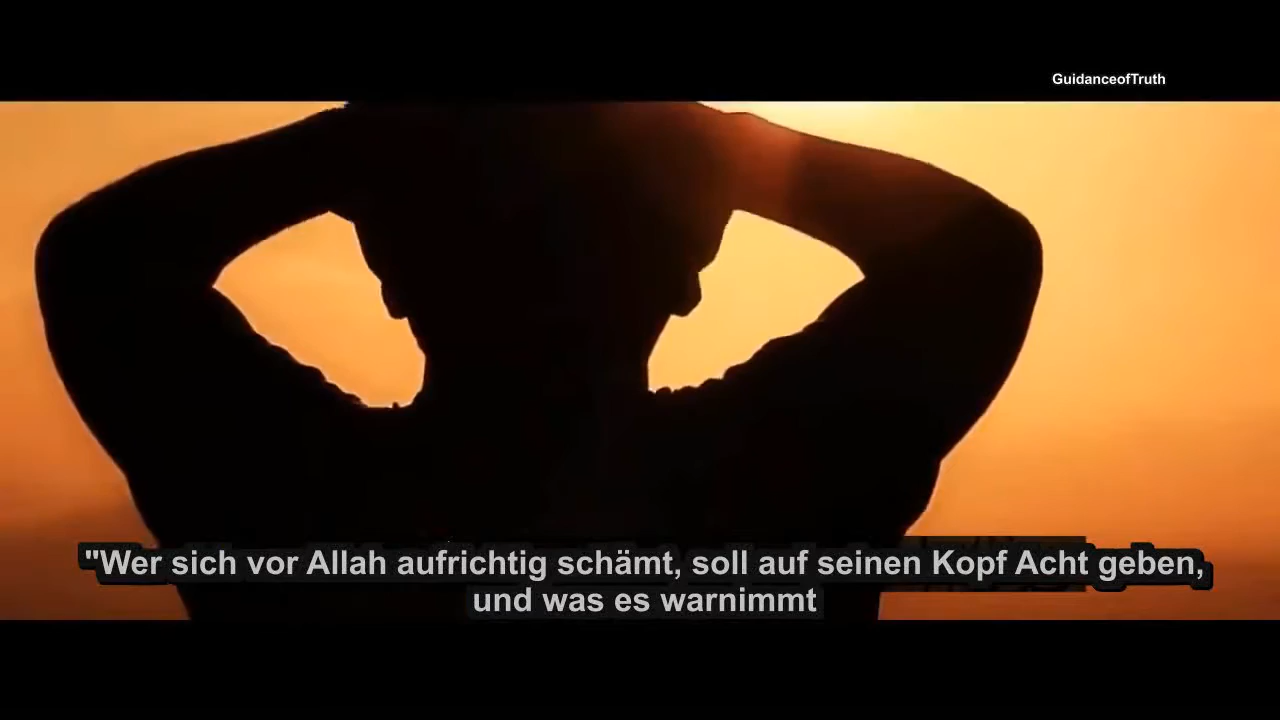 GuidanceofTruth
"Wer sich vor Allah aufrichtig schämt, soll auf seinen Kopf Acht geben,
und was es warnimmt